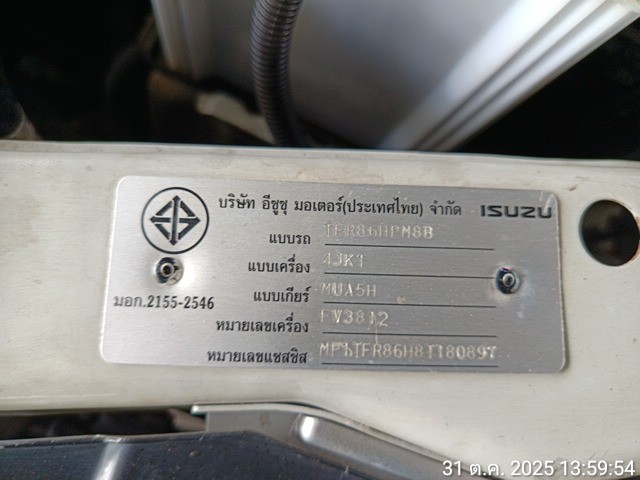 บริษัท อีซูซุ มอเตอร์(ประเทศไทย) จำกัด ISUZU
แบบรถ TFR86HPM8B
แบบเครื่อง 4JK1
แบบเกียร์ MUA5H
มอก.2155-2546
หมายเลขเครื่อง
หมายเลขแชสซิส
31 ต.ค. 2025 13:59:54